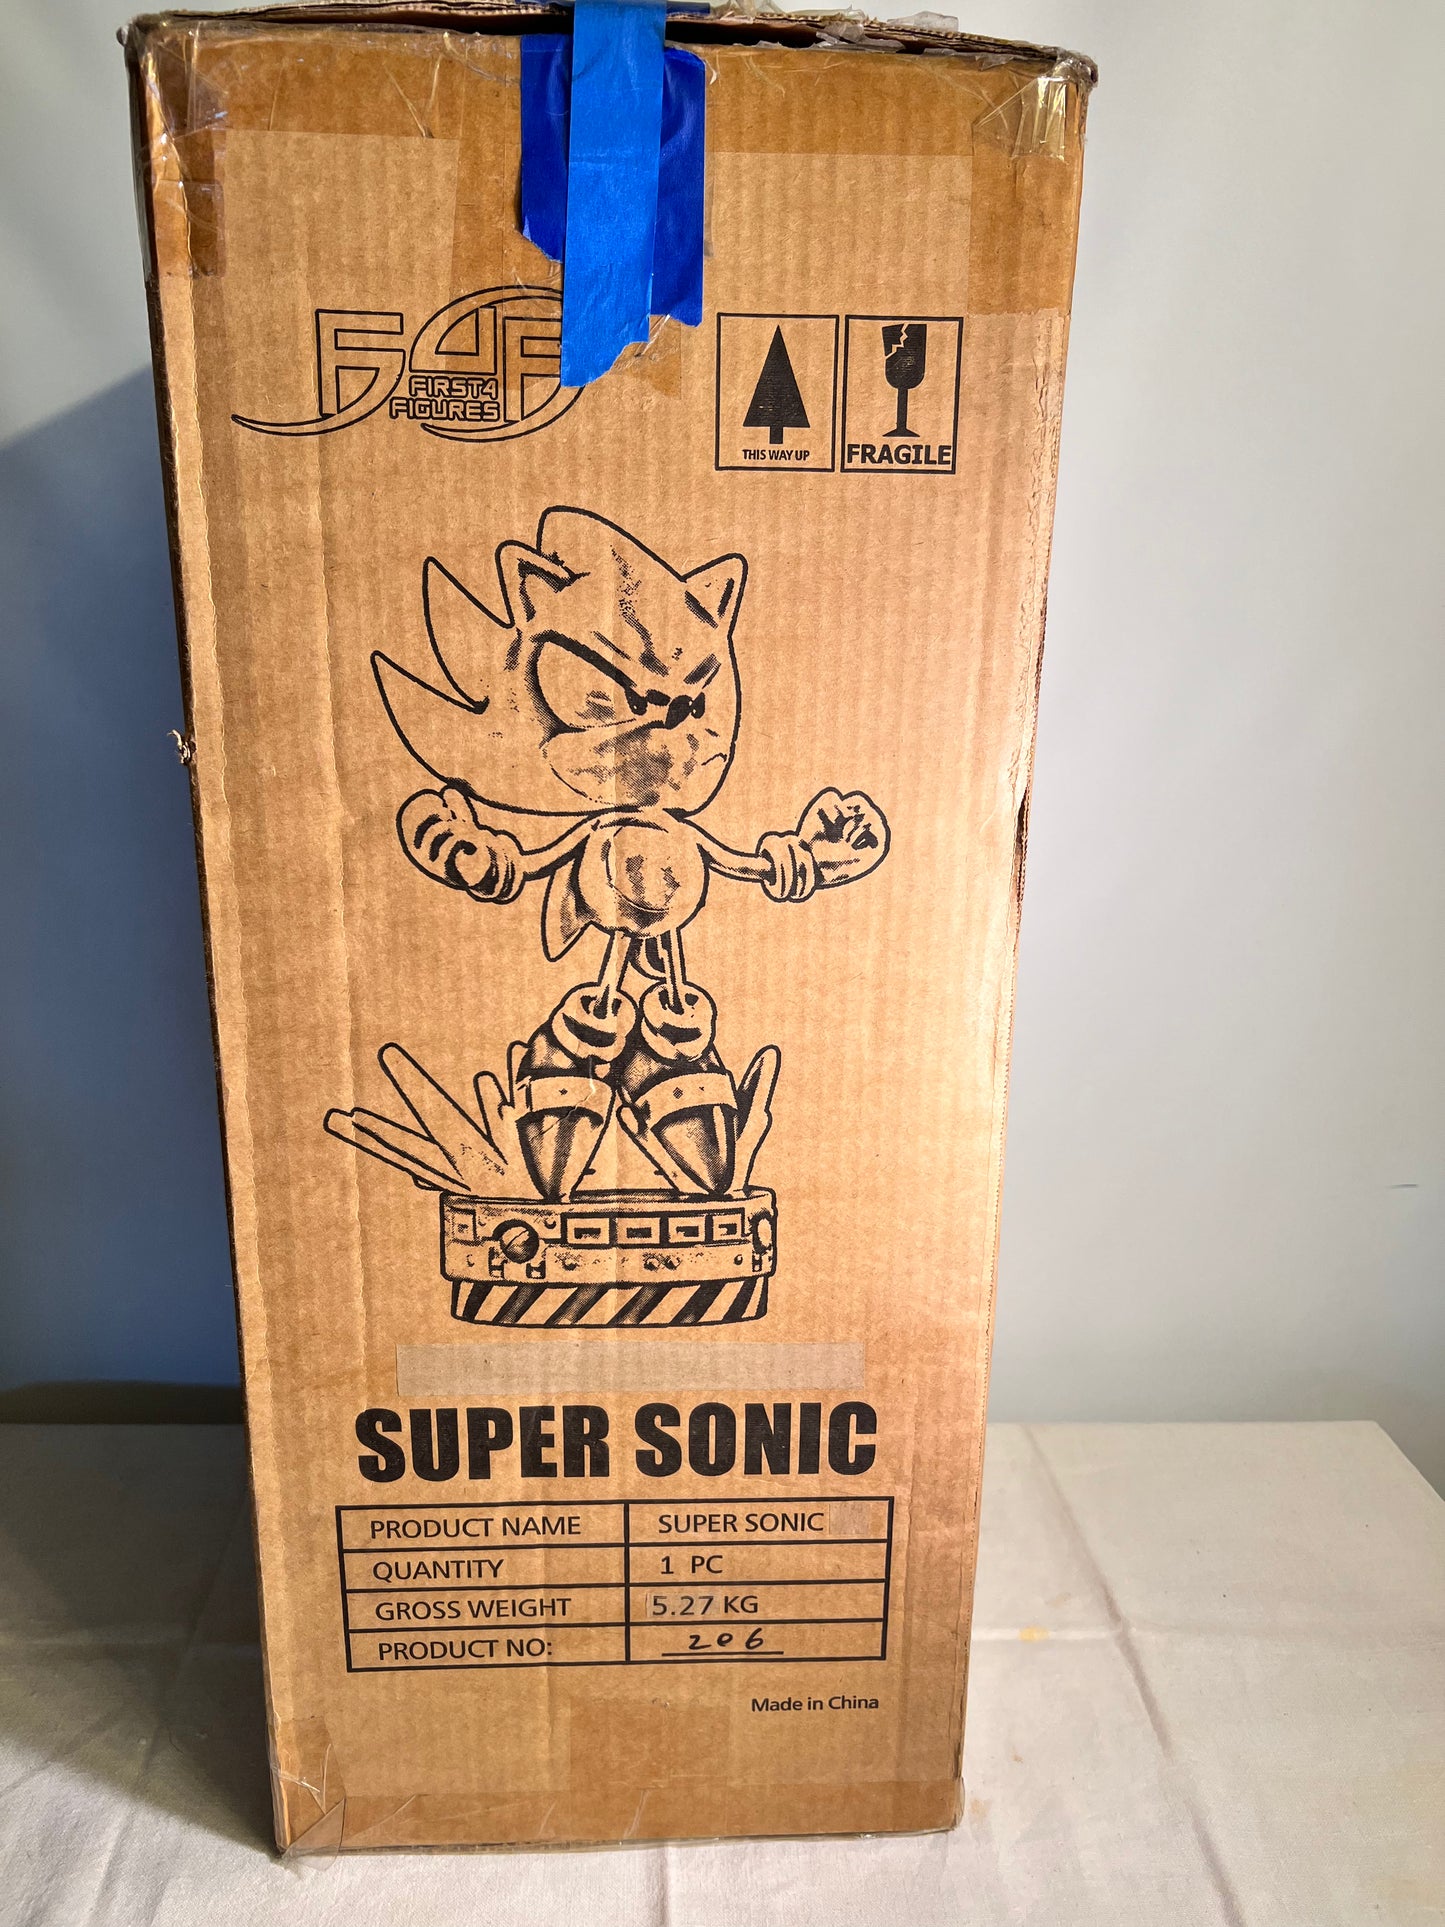 F4F
FIRST4
FIGURES
THIS WAY UP
FRAGILE
SUPER SONIC
PRODUCT NAME SUPER SONIC
QUANTITY 1 PC
GROSS WEIGHT 5.27 KG
PRODUCT NO: 206
Made in China